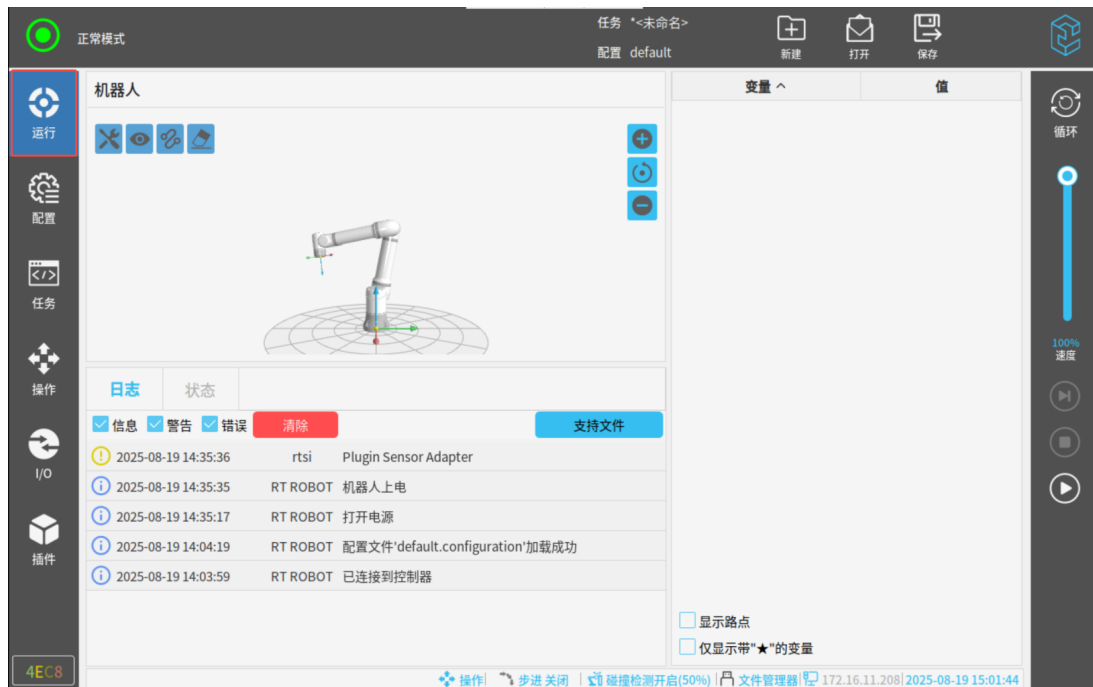 正常模式
任务 *<未命名>
配置 default
新建
打开
保存
运行
配置
任务
操作
I/O
插件
4EC8
机器人
变量
值
日志
状态
信息
警告
错误
清除
支持文件
2025-08-19 14:35:36 rtsi Plugin Sensor Adapter
2025-08-19 14:35:35 RT ROBOT 机器人上电
2025-08-19 14:35:17 RT ROBOT 打开电源
2025-08-19 14:04:19 RT ROBOT 配置文件'default.configuration'加载成功
2025-08-19 14:03:59 RT ROBOT 已连接到控制器
显示路点
仅显示带"★"的变量
循环
100%
速度
操作
步进 关闭
碰撞检测开启(50%)
文件管理器
172.16.11.208
2025-08-19 15:01:44